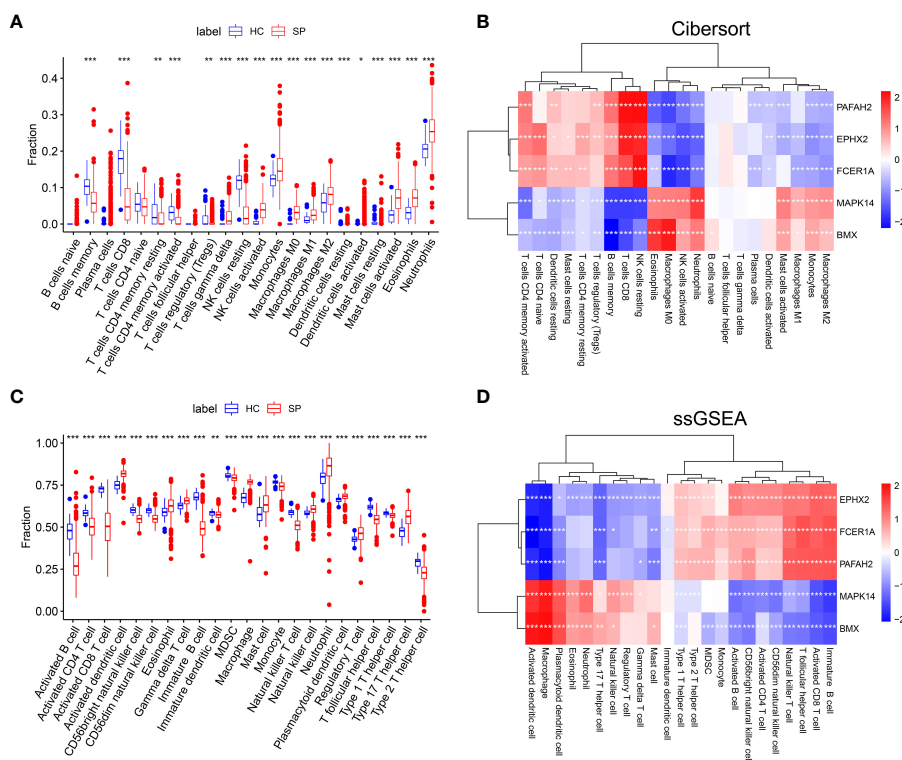 A
label HC SP
*** *** ** *** ** *** *** *** *** *** *** *** *** * *** *** *** ***
0.4
0.3
0.2
0.1
0.0
Fraction
B cells naive
B cells memory
Plasma cells
T cells CD8
T cells CD4 naive
T cells CD4 memory resting
T cells CD4 memory activated
T cells follicular helper
T cells regulatory (Tregs)
T cells gamma delta
NK cells resting
NK cells activated
Monocytes
Macrophages M0
Macrophages M1
Macrophages M2
Dendritic cells resting
Dendritic cells activated
Mast cells resting
Mast cells activated
Eosinophils
Neutrophils
B
Cibersort
PAFAH2
EPHX2
FCER1A
MAPK14
BMX
2
1
0
-1
-2
T cells CD4 memory activated
T cells CD4 naive
Dendritic cells resting
Mast cells resting
T cells CD4 memory resting
T cells regulatory (Tregs)
B cells memory
T cells CD8
NK cells resting
Eosinophils
Macrophages M0
NK cells activated
Neutrophils
B cells naive
T cells follicular helper
T cells gamma delta
Plasma cells
Dendritic cells activated
Mast cells activated
Macrophages M1
Monocytes
Macrophages M2
C
label HC SP
*** *** *** *** *** *** *** *** *** ** *** *** *** *** *** *** *** *** *** *** *** *** ***
1.00
0.75
0.50
0.25
0.00
Fraction
Activated B cell
Activated CD4 T cell
Activated CD8 T cell
Activated dendritic cell
CD56bright natural killer cell
CD56dim natural killer cell
Eosinophil
Gamma delta T cell
Immature B cell
Immature dendritic cell
MDSC
Macrophage
Mast cell
Monocyte
Natural killer T cell
Natural killer cell
Neutrophil
Plasmacytoid dendritic cell
Regulatory T cell
T follicular helper cell
Type 1 T helper cell
Type 17 T helper cell
Type 2 T helper cell
D
ssGSEA
EPHX2
FCER1A
PAFAH2
MAPK14
BMX
2
1
0
-1
-2
Activated dendritic cell
Macrophage
Plasmacytoid dendritic cell
Eosinophil
Neutrophil
Type 17 T helper cell
Natural killer cell
Regulatory T cell
Gamma delta T cell
Mast cell
Immature dendritic cell
Type 1 T helper cell
Type 2 T helper cell
MDSC
Monocyte
Activated B cell
CD56bright natural killer cell
Activated CD4 T cell
CD56dim natural killer cell
Natural killer T cell
T follicular helper cell
Activated CD8 T cell
Immature B cell